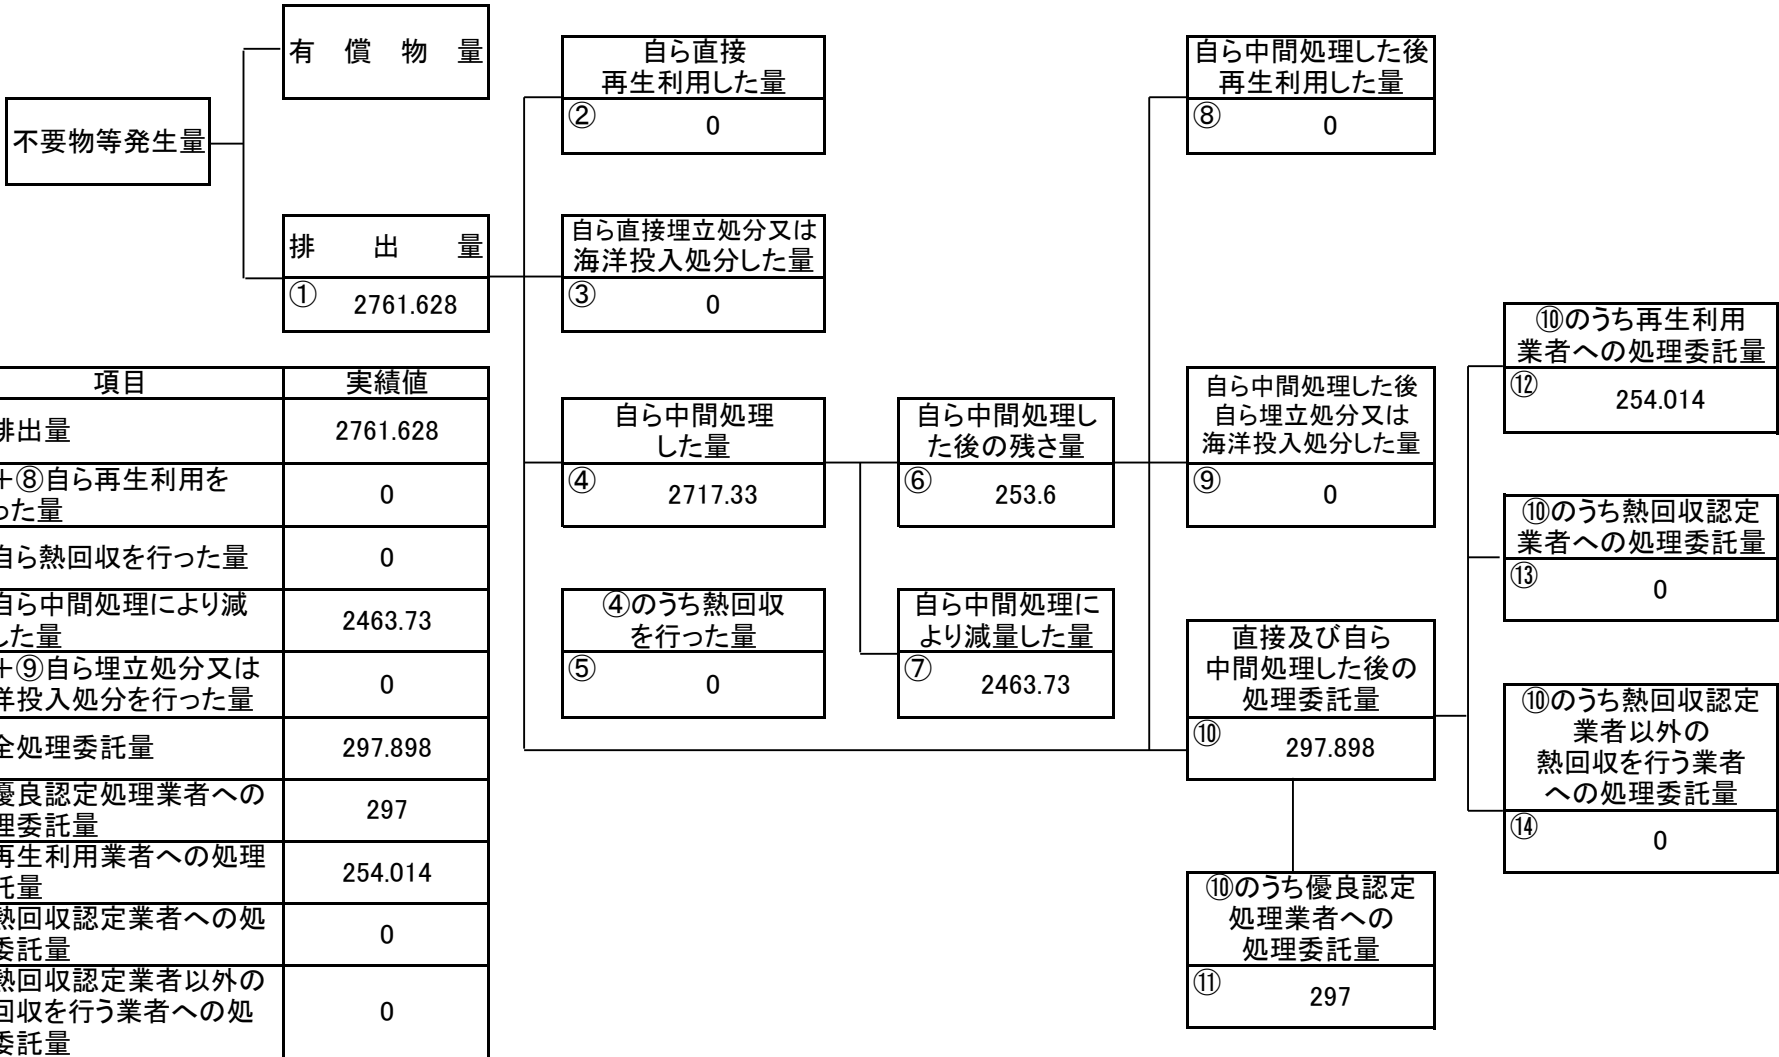 有償物量
不要物等発生量
排出量
① 2761.628
自ら直接
再生利用した量
② 0
自ら直接埋立処分又は
海洋投入処分した量
③ 0
自ら中間処理
した量
④ 2717.33
④のうち熱回収
を行った量
⑤ 0
自ら中間処理し
た後の残さ量
⑥ 253.6
自ら中間処理に
より減量した量
⑦ 2463.73
自ら中間処理した後
再生利用した量
⑧ 0
自ら中間処理した後
自ら埋立処分又は
海洋投入処分した量
⑨ 0
直接及び自ら
中間処理した後の
処理委託量
⑩ 297.898
⑩のうち優良認定
処理業者への
処理委託量
⑪ 297
⑩のうち再生利用
業者への処理委託量
⑫ 254.014
⑩のうち熱回収認定
業者への処理委託量
⑬ 0
⑩のうち熱回収認定
業者以外の
熱回収を行う業者
への処理委託量
⑭ 0
項目 実績値
排出量 2761.628
+⑧自ら再生利用を
った量 0
自ら熱回収を行った量 0
自ら中間処理により減
した量 2463.73
+⑨自ら埋立処分又は
洋投入処分を行った量 0
全処理委託量 297.898
優良認定処理業者への
理委託量 297
再生利用業者への処理
託量 254.014
熱回収認定業者への処
委託量 0
熱回収認定業者以外の
回収を行う業者への処
委託量 0